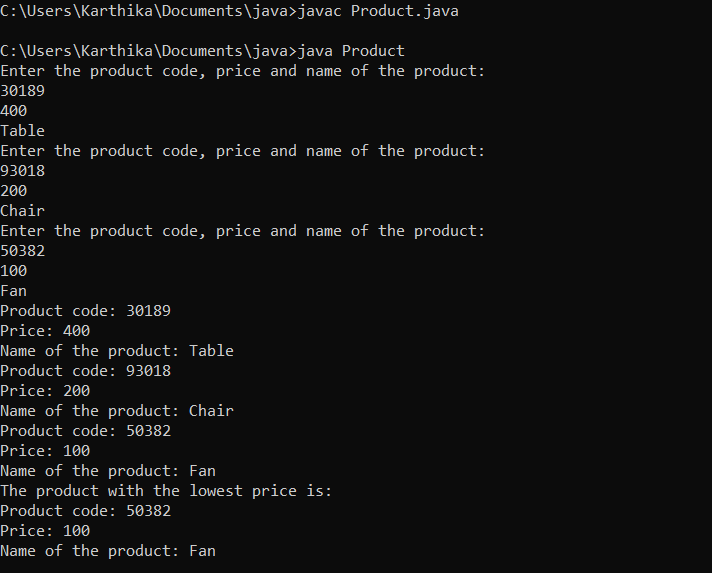 C:\Users\Karthika\Documents\java>javac Product.java
C:\Users\Karthika\Documents\java>java Product
Enter the product code, price and name of the product:
30189
400
Table
Enter the product code, price and name of the product:
93018
200
Chair
Enter the product code, price and name of the product:
50382
100
Fan
Product code: 30189
Price: 400
Name of the product: Table
Product code: 93018
Price: 200
Name of the product: Chair
Product code: 50382
Price: 100
Name of the product: Fan
The product with the lowest price is:
Product code: 50382
Price: 100
Name of the product: Fan